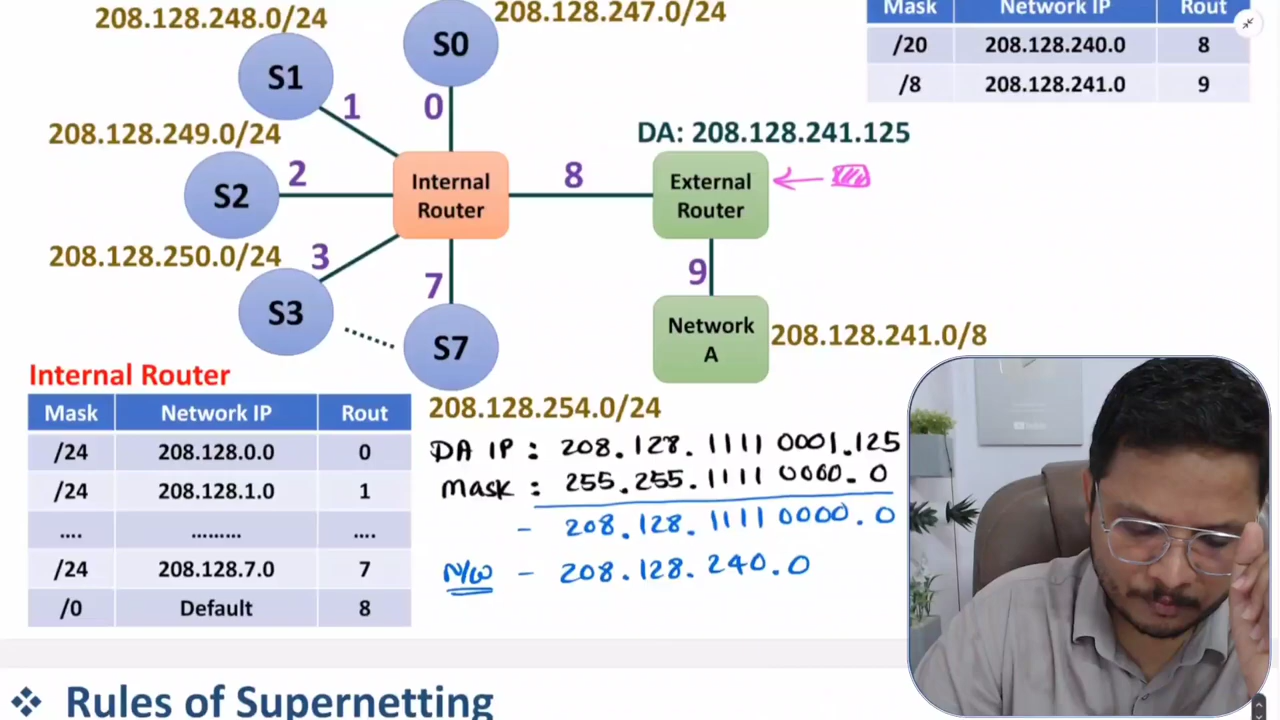 208.128.248.0/24
208.128.247.0/24
S1
S0
1
0
208.128.249.0/24
S2
2
Internal
Router
8
208.128.250.0/24
S3
3
7
S7
208.128.254.0/24
Mask Network IP Rout
/20 208.128.240.0 8
/8 208.128.241.0 9
DA: 208.128.241.125
External
Router
9
Network
A
208.128.241.0/8
Internal Router
Mask Network IP Rout
/24 208.128.0.0 0
/24 208.128.1.0 1
.... ......... ....
/24 208.128.7.0 7
/0 Default 8
DA IP : 208.128.1111 0001.125
Mask : 255.255.1111 0000.0
- 208.128.1111 0000.0
N/W - 208.128.240.0
❖ Rules of Supernetting